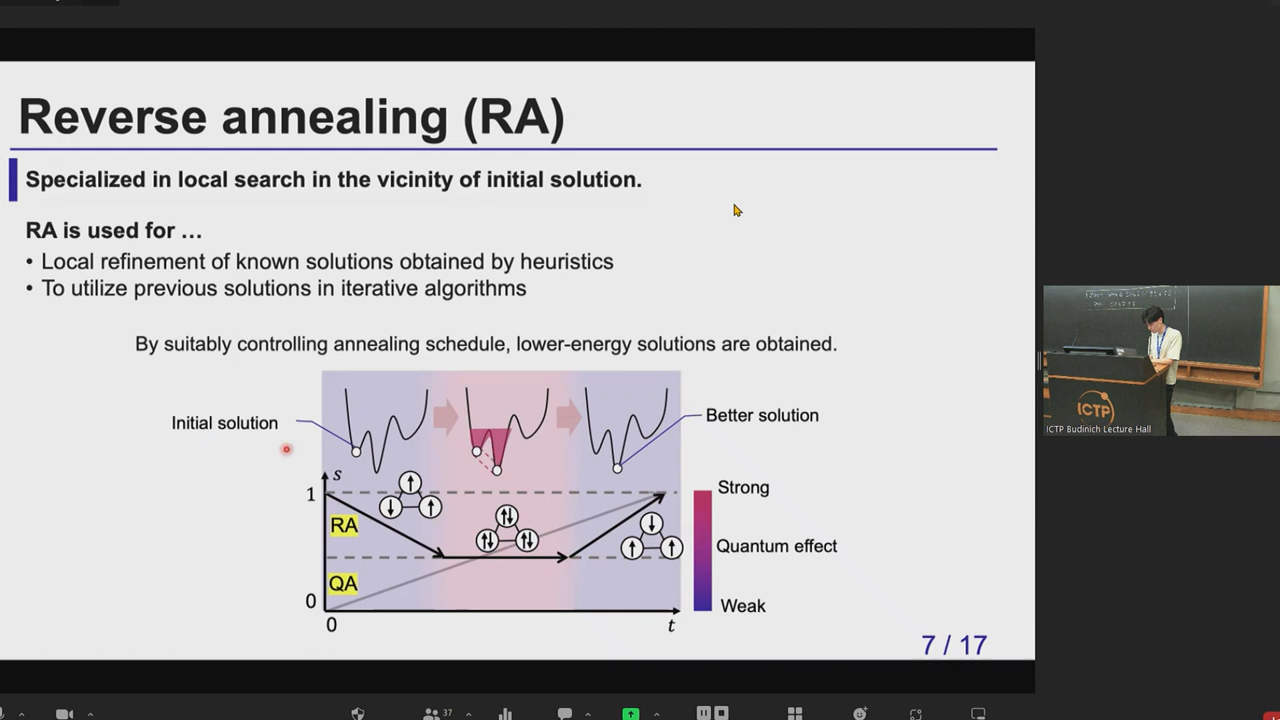 Reverse annealing (RA)
Specialized in local search in the vicinity of initial solution.
RA is used for …
• Local refinement of known solutions obtained by heuristics
• To utilize previous solutions in iterative algorithms
By suitably controlling annealing schedule, lower-energy solutions are obtained.
Initial solution
Better solution
s
1
RA
QA
0
0
t
Strong
Quantum effect
Weak
7 / 17
ICTP
ICTP Budinich Lecture Hall
37